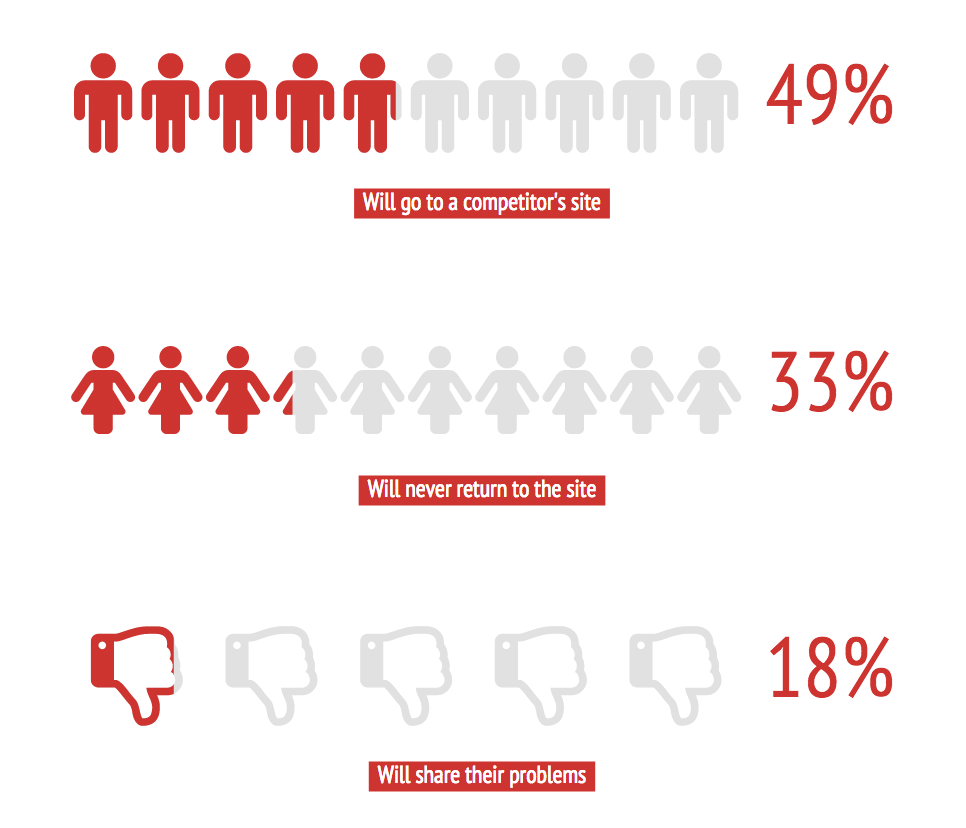 49%
Will go to a competitor's site
33%
Will never return to the site
18%
Will share their problems